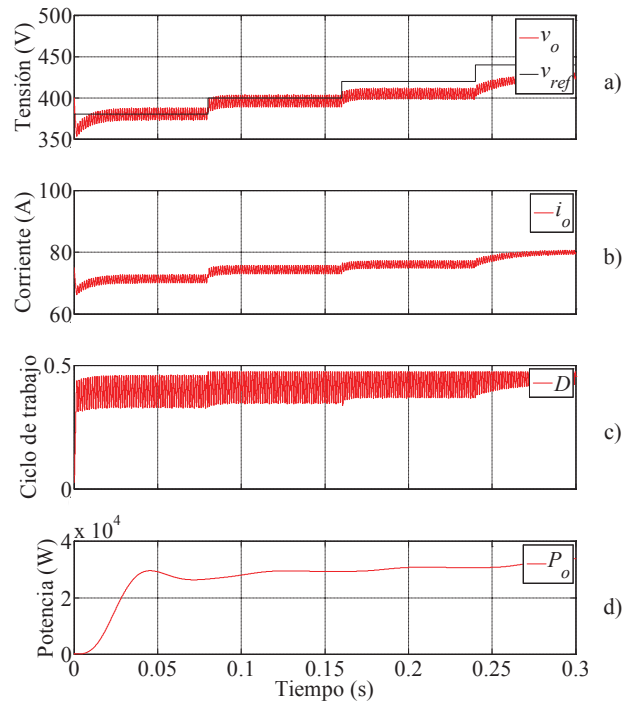 500
450
400
350
Tensión (V)
v_o
v_ref
a)
100
80
60
Corriente (A)
i_o
b)
0.5
0
Ciclo de trabajo
D
c)
x 10^4
4
2
0
Potencia (W)
P_o
d)
0 0.05 0.1 0.15 0.2 0.25 0.3
Tiempo (s)